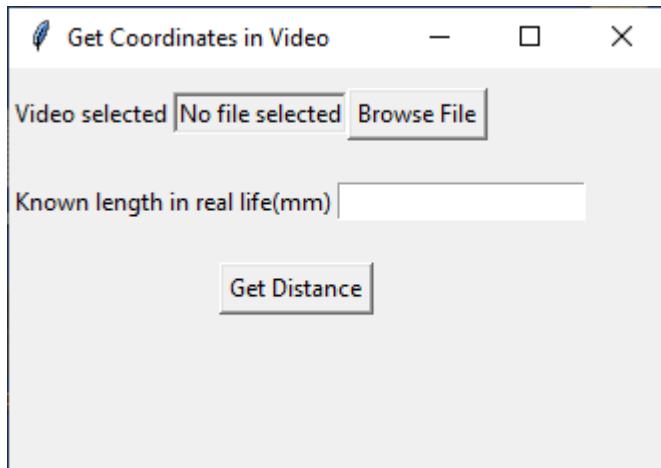 Get Coordinates in Video
Video selected No file selected Browse File
Known length in real life(mm)
Get Distance